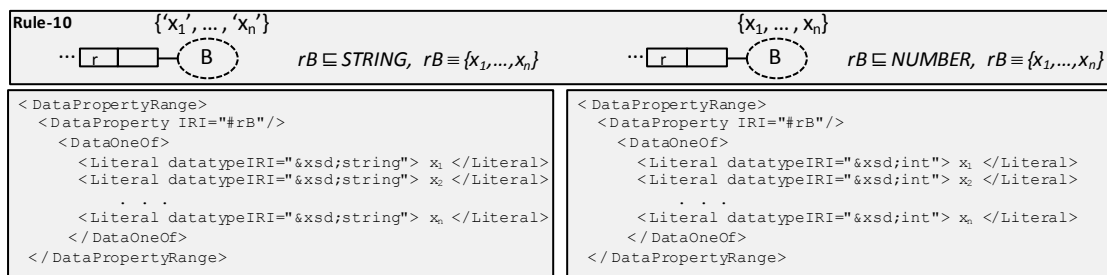 Rule-10
{‘x₁’, ... , ‘xₙ’}
... r B
rB ⊑ STRING, rB ≡ {x₁,...,xₙ}
{x₁, ... , xₙ}
... r B
rB ⊑ NUMBER, rB ≡ {x₁,...,xₙ}
<DataPropertyRange>
<DataProperty IRI="#rB"/>
<DataOneOf>
<Literal datatypeIRI="&xsd;string"> x₁ </Literal>
<Literal datatypeIRI="&xsd;string"> x₂ </Literal>
. . .
<Literal datatypeIRI="&xsd;string"> xₙ </Literal>
</DataOneOf>
</DataPropertyRange>
<DataPropertyRange>
<DataProperty IRI="#rB"/>
<DataOneOf>
<Literal datatypeIRI="&xsd;int"> x₁ </Literal>
<Literal datatypeIRI="&xsd;int"> x₂ </Literal>
. . .
<Literal datatypeIRI="&xsd;int"> xₙ </Literal>
</DataOneOf>
</DataPropertyRange>